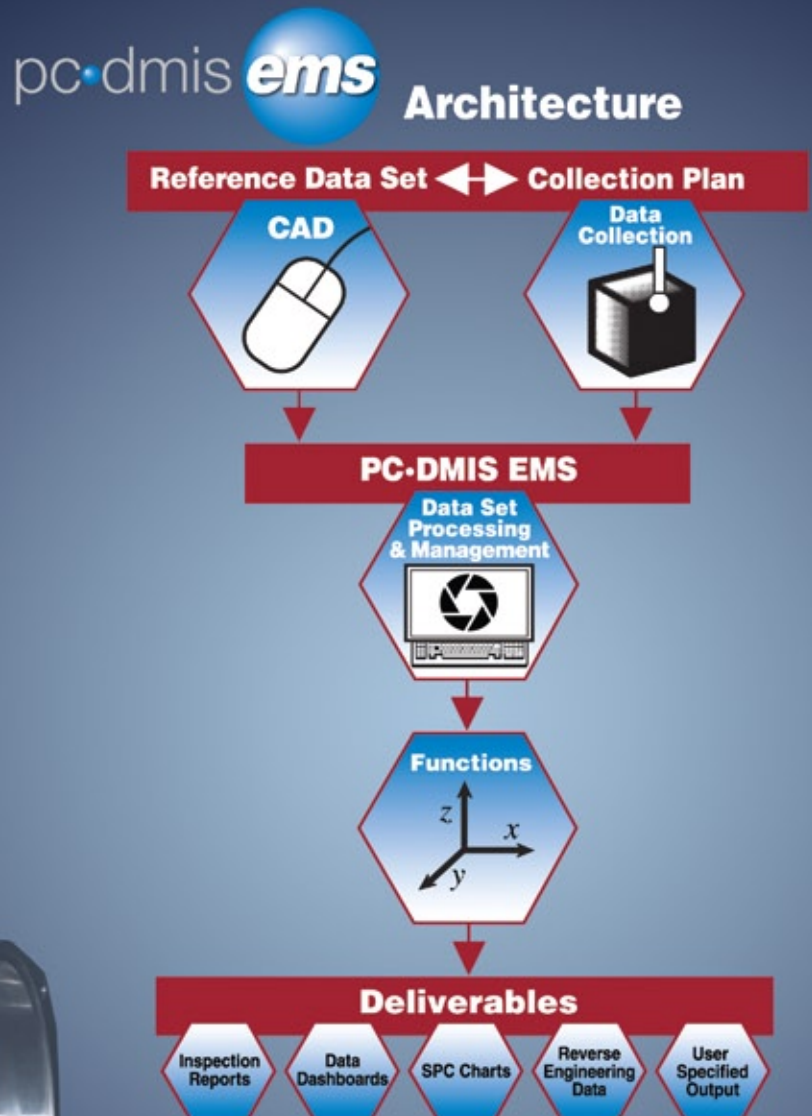 pc•dmis ems
Architecture
Reference Data Set Collection Plan
CAD
Data
Collection
PC•DMIS EMS
Data Set
Processing
& Management
Functions
z
x
y
Deliverables
Inspection
Reports
Data
Dashboards
SPC Charts
Reverse
Engineering
Data
User
Specified
Output